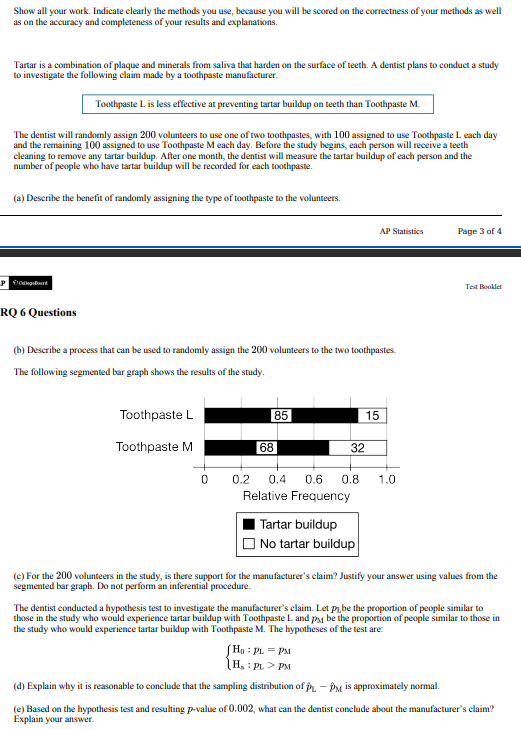 Show all your work. Indicate clearly the methods you use, because you will be scored on the correctness of your methods as well
as on the accuracy and completeness of your results and explanations.
Tartar is a combination of plaque and minerals from saliva that harden on the surface of teeth. A dentist plans to conduct a study
to investigate the following claim made by a toothpaste manufacturer.
Toothpaste L is less effective at preventing tartar buildup on teeth than Toothpaste M.
The dentist will randomly assign 200 volunteers to use one of two toothpastes, with 100 assigned to use Toothpaste L each day
and the remaining 100 assigned to use Toothpaste M each day. Before the study begins, each person will receive a teeth
cleaning to remove any tartar buildup. After one month, the dentist will measure the tartar buildup of each person and the
number of people who have tartar buildup will be recorded for each toothpaste.
(a) Describe the benefit of randomly assigning the type of toothpaste to the volunteers.
AP Statistics Page 3 of 4
P CollegeBoard
Test Booklet
RQ 6 Questions
(b) Describe a process that can be used to randomly assign the 200 volunteers to the two toothpastes.
The following segmented bar graph shows the results of the study.
Toothpaste L 85 15
Toothpaste M 68 32
0 0.2 0.4 0.6 0.8 1.0
Relative Frequency
Tartar buildup
No tartar buildup
(c) For the 200 volunteers in the study, is there support for the manufacturer's claim? Justify your answer using values from the
segmented bar graph. Do not perform an inferential procedure.
The dentist conducted a hypothesis test to investigate the manufacturer's claim. Let p_L be the proportion of people similar to
those in the study who would experience tartar buildup with Toothpaste L and p_M be the proportion of people similar to those in
the study who would experience tartar buildup with Toothpaste M. The hypotheses of the test are:
H₀ : p_L = p_M
Hₐ : p_L > p_M
(d) Explain why it is reasonable to conclude that the sampling distribution of p̂_L − p̂_M is approximately normal.
(e) Based on the hypothesis test and resulting p-value of 0.002, what can the dentist conclude about the manufacturer's claim?
Explain your answer.